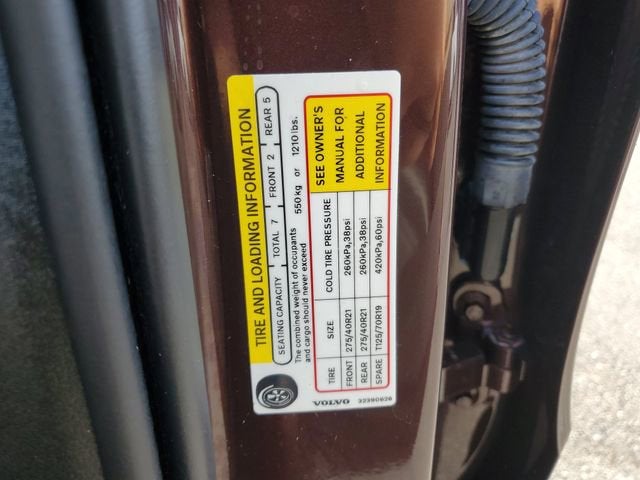 TIRE AND LOADING INFORMATION
SEATING CAPACITY TOTAL 7 FRONT 2 REAR 5
The combined weight of occupants
and cargo should never exceed 550 kg or 1210 lbs.
TIRE SIZE COLD TIRE PRESSURE SEE OWNER'S
FRONT 275/40R21 260kPa,38psi MANUAL FOR
REAR 275/40R21 260kPa,38psi ADDITIONAL
SPARE T125/70R19 420kPa,60psi INFORMATION
VOLVO 32390626